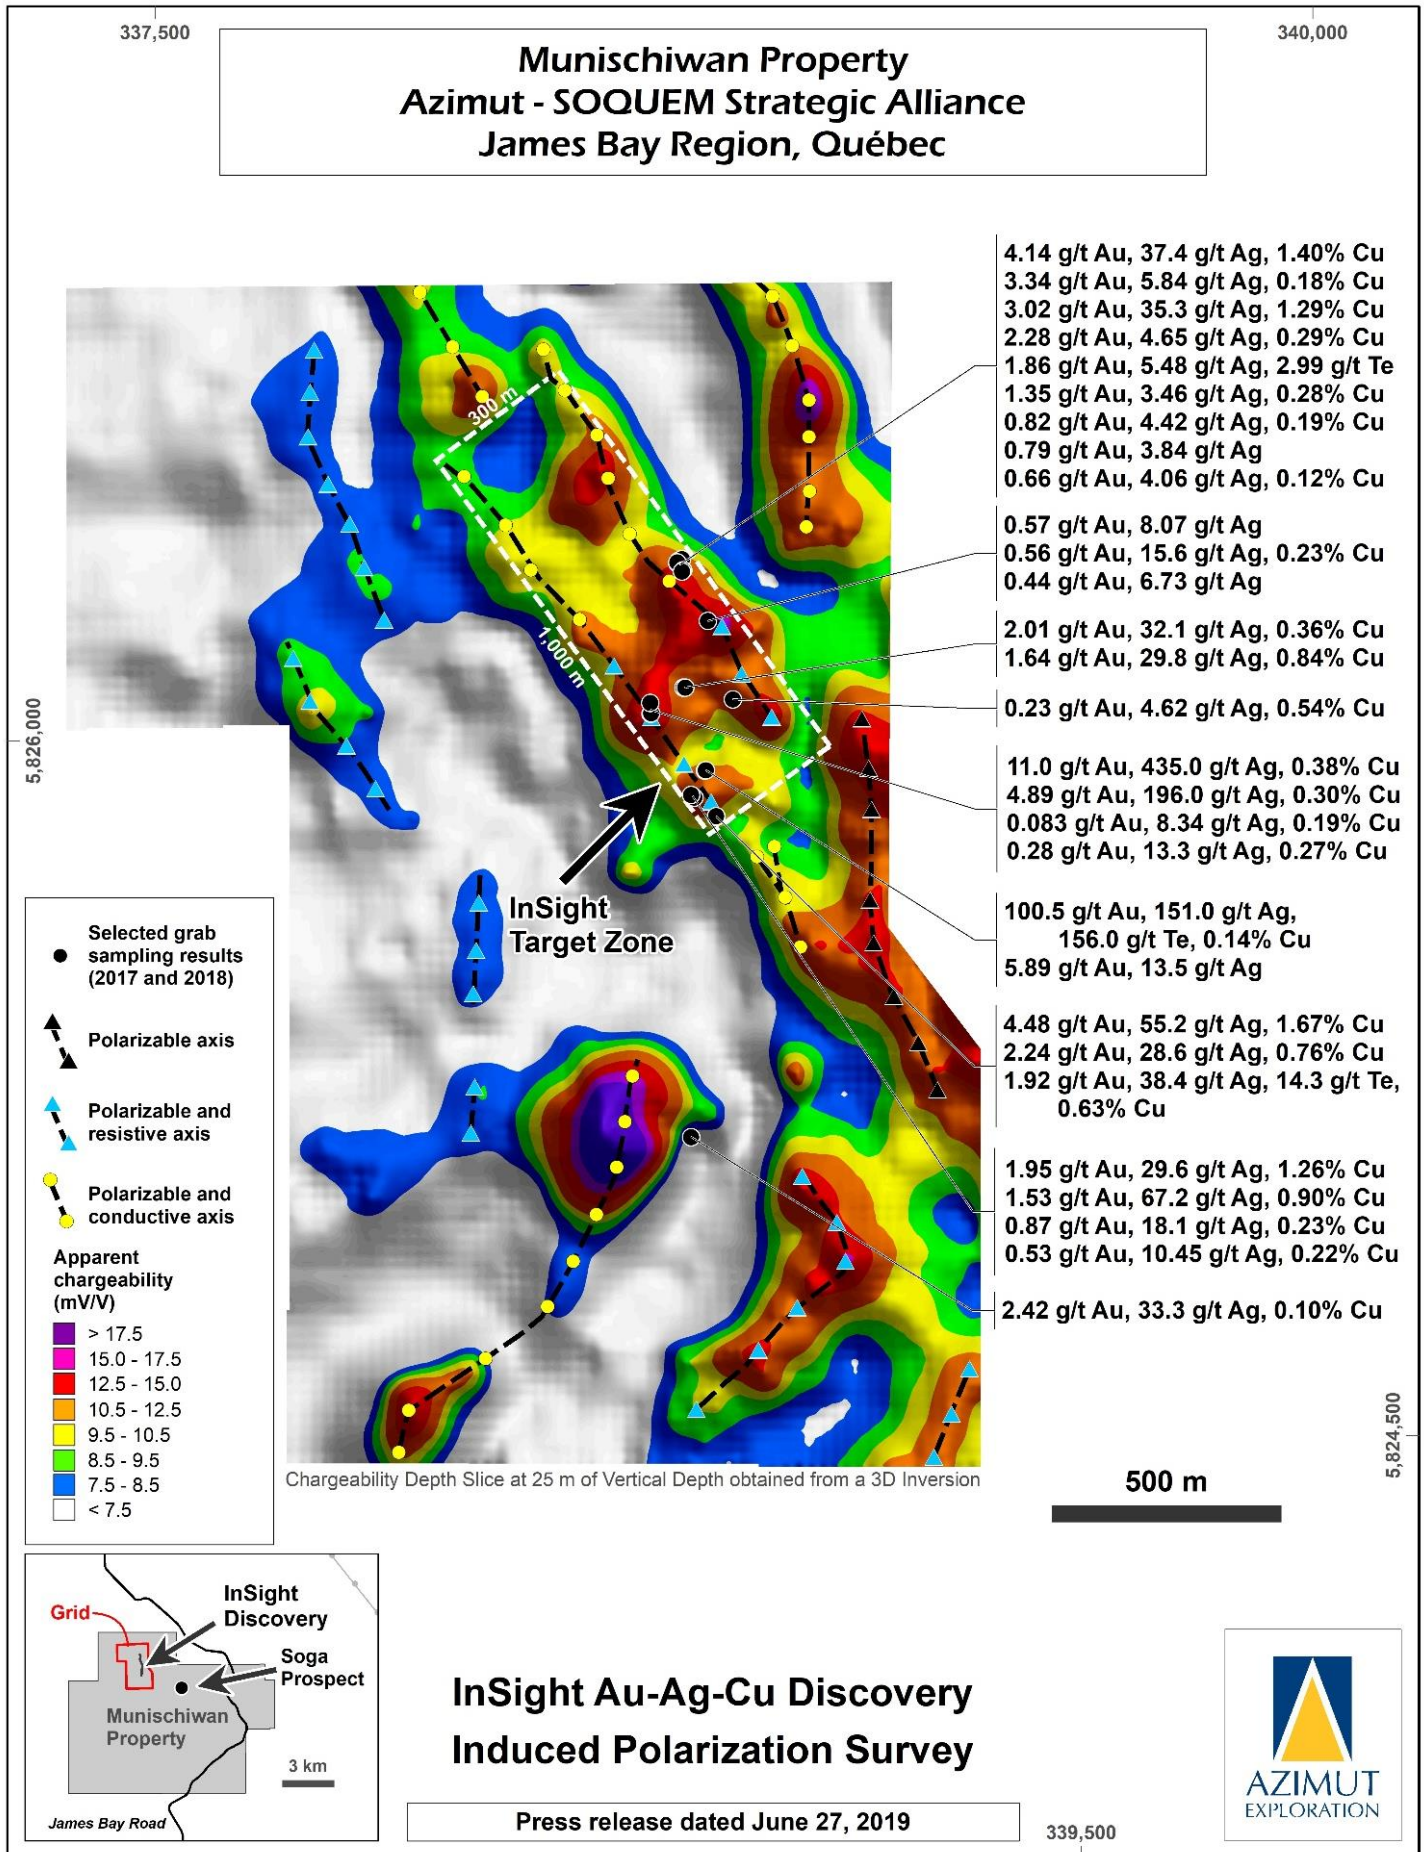 337,500
340,000
Munischiwan Property
Azimut - SOQUEM Strategic Alliance
James Bay Region, Québec
4.14 g/t Au, 37.4 g/t Ag, 1.40% Cu
3.34 g/t Au, 5.84 g/t Ag, 0.18% Cu
3.02 g/t Au, 35.3 g/t Ag, 1.29% Cu
2.28 g/t Au, 4.65 g/t Ag, 0.29% Cu
1.86 g/t Au, 5.48 g/t Ag, 2.99 g/t Te
1.35 g/t Au, 3.46 g/t Ag, 0.28% Cu
0.82 g/t Au, 4.42 g/t Ag, 0.19% Cu
0.79 g/t Au, 3.84 g/t Ag
0.66 g/t Au, 4.06 g/t Ag, 0.12% Cu
0.57 g/t Au, 8.07 g/t Ag
0.56 g/t Au, 15.6 g/t Ag, 0.23% Cu
0.44 g/t Au, 6.73 g/t Ag
2.01 g/t Au, 32.1 g/t Ag, 0.36% Cu
1.64 g/t Au, 29.8 g/t Ag, 0.84% Cu
0.23 g/t Au, 4.62 g/t Ag, 0.54% Cu
11.0 g/t Au, 435.0 g/t Ag, 0.38% Cu
4.89 g/t Au, 196.0 g/t Ag, 0.30% Cu
0.083 g/t Au, 8.34 g/t Ag, 0.19% Cu
0.28 g/t Au, 13.3 g/t Ag, 0.27% Cu
100.5 g/t Au, 151.0 g/t Ag,
156.0 g/t Te, 0.14% Cu
5.89 g/t Au, 13.5 g/t Ag
4.48 g/t Au, 55.2 g/t Ag, 1.67% Cu
2.24 g/t Au, 28.6 g/t Ag, 0.76% Cu
1.92 g/t Au, 38.4 g/t Ag, 14.3 g/t Te,
0.63% Cu
1.95 g/t Au, 29.6 g/t Ag, 1.26% Cu
1.53 g/t Au, 67.2 g/t Ag, 0.90% Cu
0.87 g/t Au, 18.1 g/t Ag, 0.23% Cu
0.53 g/t Au, 10.45 g/t Ag, 0.22% Cu
2.42 g/t Au, 33.3 g/t Ag, 0.10% Cu
300 m
1,000 m
InSight
Target Zone
5,826,000
5,824,500
Selected grab
sampling results
(2017 and 2018)
Polarizable axis
Polarizable and
resistive axis
Polarizable and
conductive axis
Apparent
chargeability
(mV/V)
> 17.5
15.0 - 17.5
12.5 - 15.0
10.5 - 12.5
9.5 - 10.5
8.5 - 9.5
7.5 - 8.5
< 7.5
Chargeability Depth Slice at 25 m of Vertical Depth obtained from a 3D Inversion
500 m
Grid
InSight
Discovery
Soga
Prospect
Munischiwan
Property
3 km
James Bay Road
InSight Au-Ag-Cu Discovery
Induced Polarization Survey
Press release dated June 27, 2019
339,500
AZIMUT
EXPLORATION